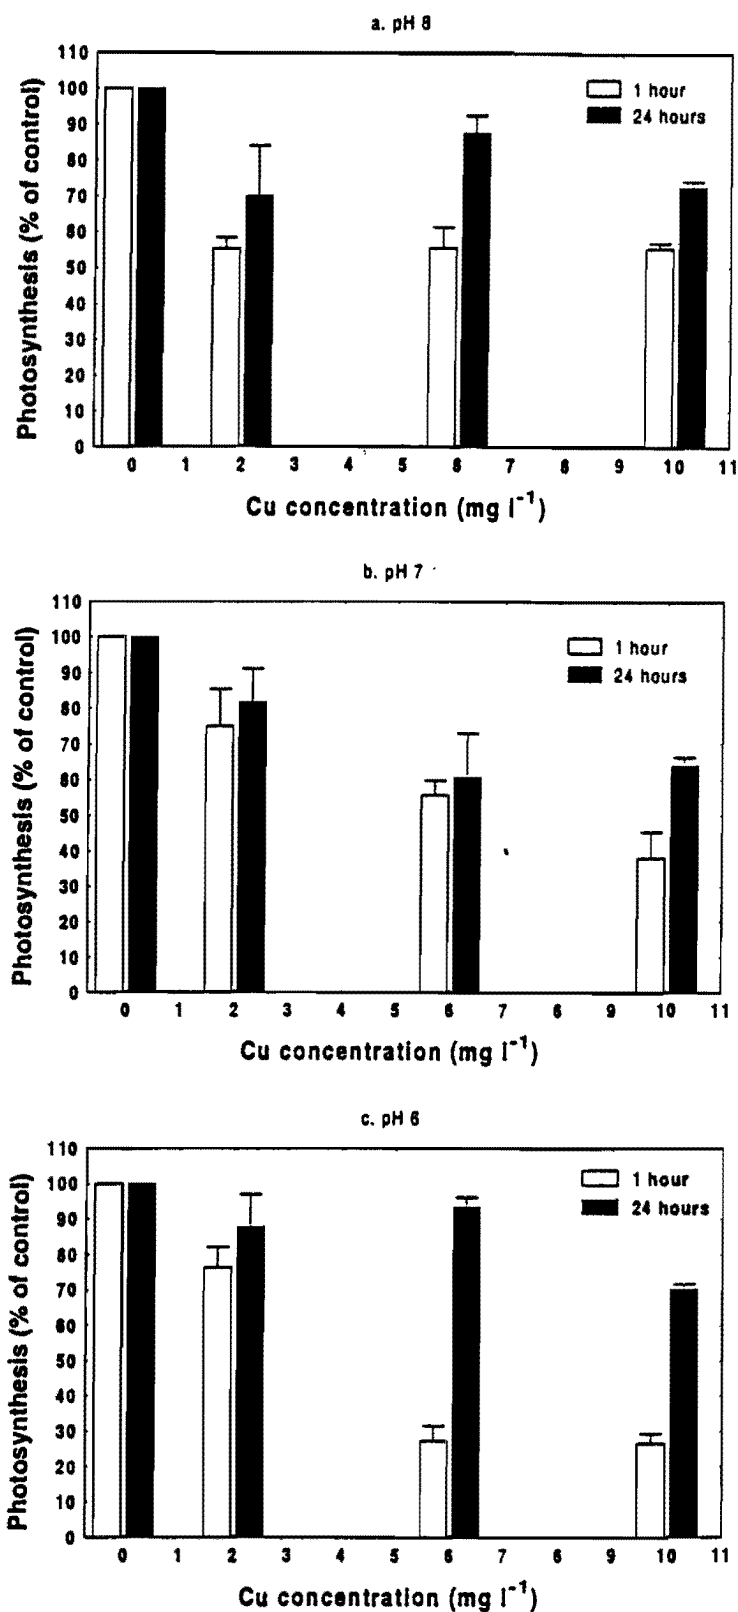 a. pH 8
110
100
90
80
70
60
50
40
30
20
10
0
Photosynthesis (% of control)
1 hour
24 hours
0 1 2 3 4 5 6 7 8 9 10 11
Cu concentration (mg l⁻¹)
b. pH 7
110
100
90
80
70
60
50
40
30
20
10
0
Photosynthesis (% of control)
1 hour
24 hours
0 1 2 3 4 5 6 7 8 9 10 11
Cu concentration (mg l⁻¹)
c. pH 6
110
100
90
80
70
60
50
40
30
20
10
0
Photosynthesis (% of control)
1 hour
24 hours
0 1 2 3 4 5 6 7 8 9 10 11
Cu concentration (mg l⁻¹)